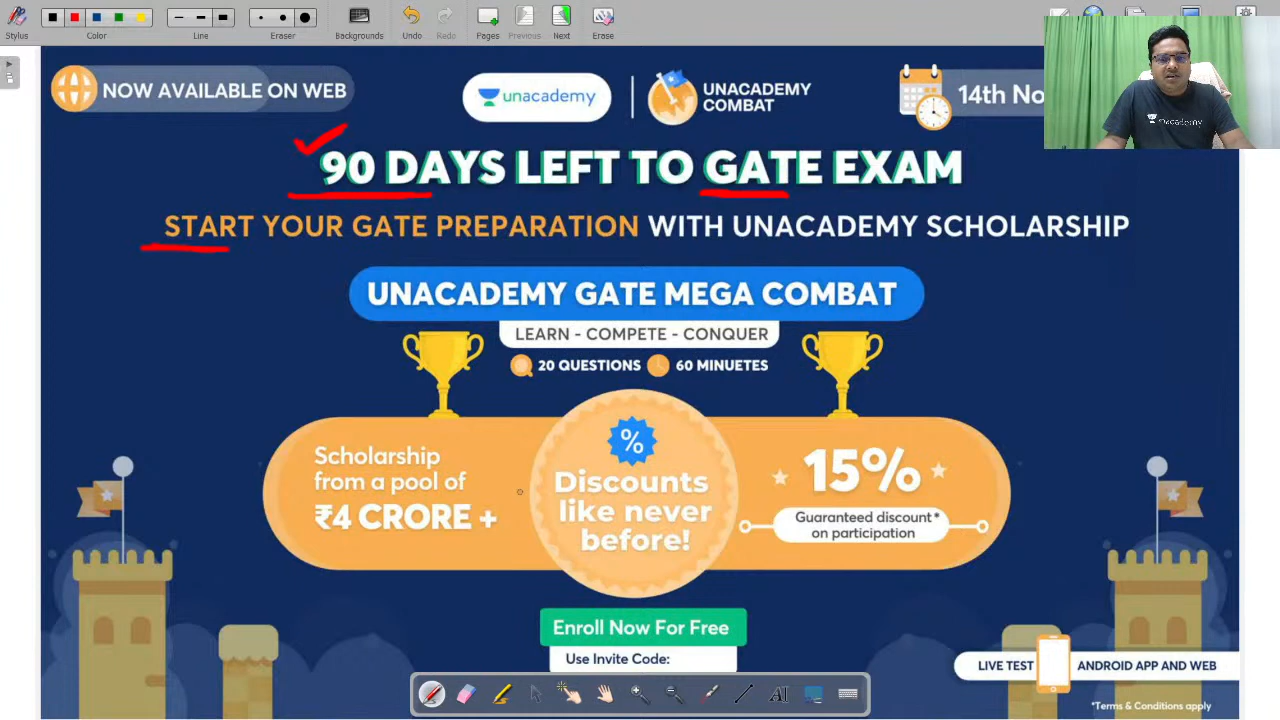 Stylus
Color
Line
Eraser
Backgrounds
Undo
Redo
Pages
Previous
Next
Erase
NOW AVAILABLE ON WEB
unacademy
UNACADEMY
COMBAT
14th No
unacademy
90 DAYS LEFT TO GATE EXAM
START YOUR GATE PREPARATION WITH UNACADEMY SCHOLARSHIP
UNACADEMY GATE MEGA COMBAT
LEARN - COMPETE - CONQUER
20 QUESTIONS 60 MINUETES
Scholarship
from a pool of
₹4 CRORE +
%
Discounts
like never
before!
15%
Guaranteed discount*
on participation
Enroll Now For Free
Use Invite Code:
LIVE TEST ANDROID APP AND WEB
AI
*Terms & Conditions apply